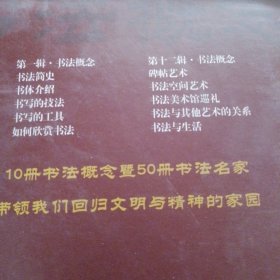 第一辑·书法概念
书法简史
书体介绍
书写的技法
书写的工具
如何欣赏书法
第十二辑·书法概念
碑帖艺术
书法空间艺术
书法美术馆巡礼
书法与其他艺术的关系
书法与生活
10册书法概念暨50册书法名家
带领我们回归文明与精神的家园